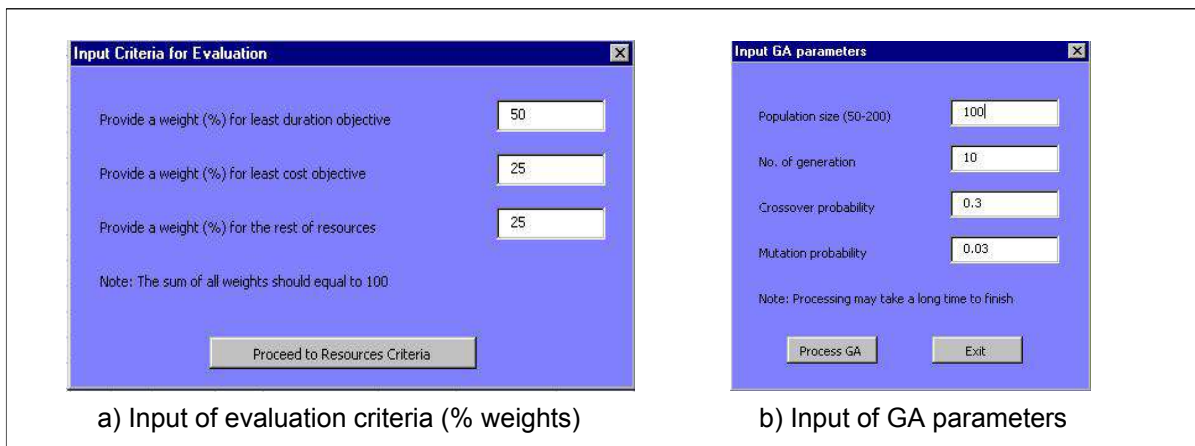 Input Criteria for Evaluation
Provide a weight (%) for least duration objective
50
Provide a weight (%) for least cost objective
25
Provide a weight (%) for the rest of resources
25
Note: The sum of all weights should equal to 100
Proceed to Resources Criteria
a) Input of evaluation criteria (% weights)
Input GA parameters
Population size (50-200)
100
No. of generation
10
Crossover probability
0.3
Mutation probability
0.03
Note: Processing may take a long time to finish
Process GA
Exit
b) Input of GA parameters